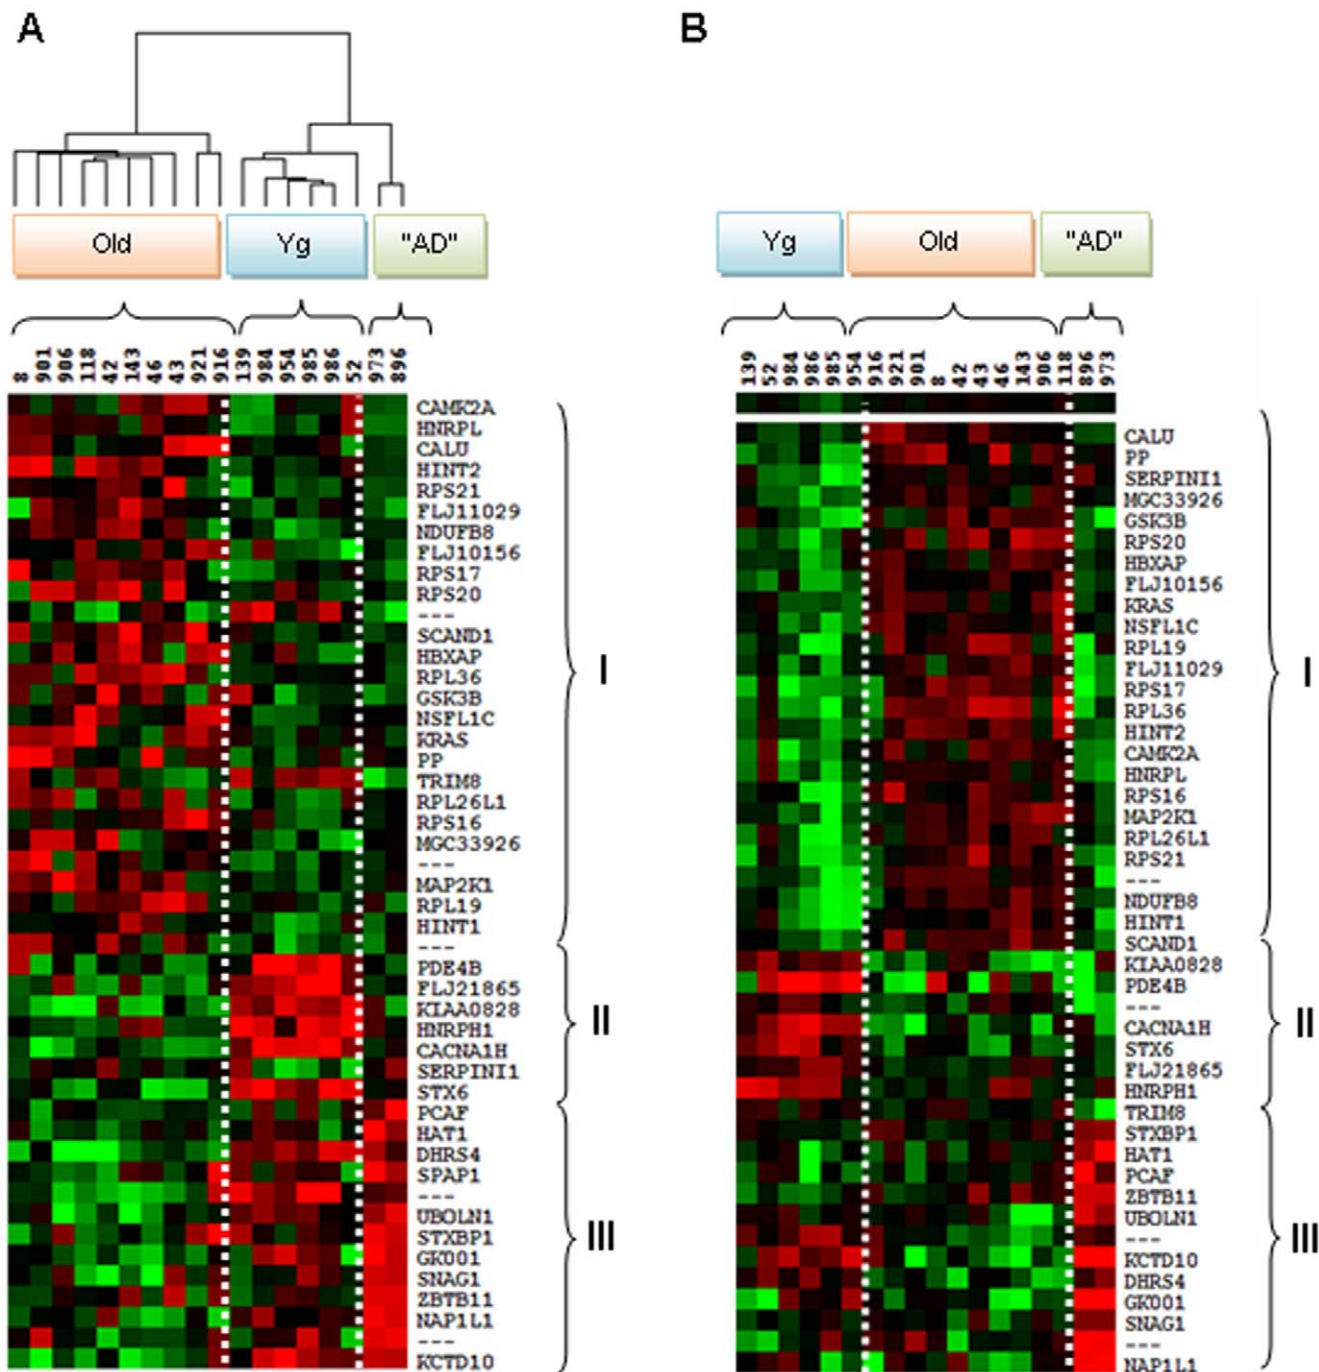 A
Old
Yg
"AD"
8 901 906 118 42 143 46 43 921 916 139 984 954 985 986 52 973 896
CAMK2A
HNRPL
CALU
HINT2
RPS21
FLJ11029
NDUFB8
FLJ10156
RPS17
RPS20
---
SCAND1
HBXAP
RPL36
GSK3B
NSFL1C
KRAS
PP
TRIM8
RPL26L1
RPS16
MGC33926
---
MAP2K1
RPL19
HINT1
---
PDE4B
FLJ21865
KIAA0828
HNRPH1
CACNA1H
SERPINI1
STX6
PCAF
HAT1
DHRS4
SPAP1
---
UBQLN1
STXBP1
GK001
SNAG1
ZBTB11
NAP1L1
---
KCTD10
I
II
III
B
Yg
Old
"AD"
139 52 984 986 985 954 916 921 901 8 42 43 46 143 906 118 896 973
CALU
PP
SERPINI1
MGC33926
GSK3B
RPS20
HBXAP
FLJ10156
KRAS
NSFL1C
RPL19
FLJ11029
RPS17
RPL36
HINT2
CAMK2A
HNRPL
RPS16
MAP2K1
RPL26L1
RPS21
---
NDUFB8
HINT1
SCAND1
KIAA0828
PDE4B
---
CACNA1H
STX6
FLJ21865
HNRPH1
TRIM8
STXBP1
HAT1
PCAF
ZBTB11
UBQLN1
---
KCTD10
DHRS4
GK001
SNAG1
---
NAP1L1
I
II
III